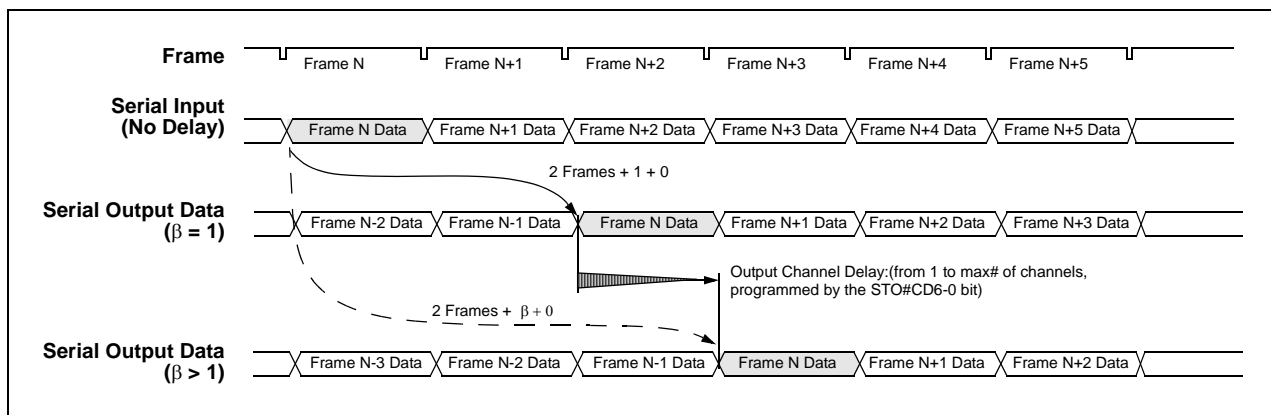 Frame
Frame N
Frame N+1
Frame N+2
Frame N+3
Frame N+4
Frame N+5
Serial Input
(No Delay)
Frame N Data
Frame N+1 Data
Frame N+2 Data
Frame N+3 Data
Frame N+4 Data
Frame N+5 Data
2 Frames + 1 + 0
Serial Output Data
(β = 1)
Frame N-2 Data
Frame N-1 Data
Frame N Data
Frame N+1 Data
Frame N+2 Data
Frame N+3 Data
Output Channel Delay:(from 1 to max# of channels,
programmed by the STO#CD6-0 bit)
2 Frames + β + 0
Serial Output Data
(β > 1)
Frame N-3 Data
Frame N-2 Data
Frame N-1 Data
Frame N Data
Frame N+1 Data
Frame N+2 Data